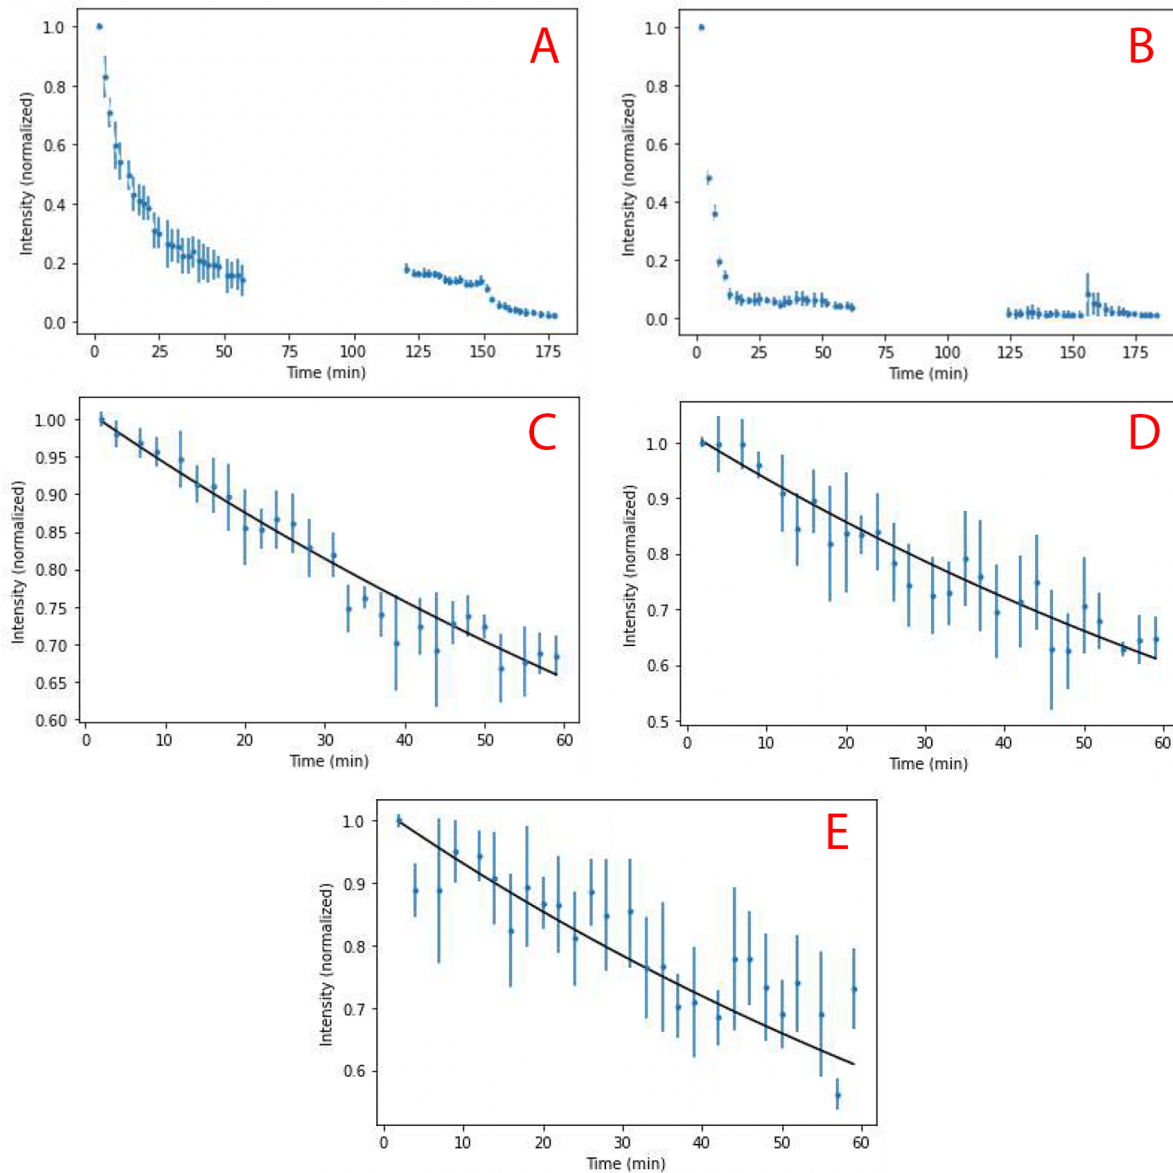 A
1.0
0.8
0.6
0.4
0.2
0.0
Intensity (normalized)
0 25 50 75 100 125 150 175
Time (min)
B
1.0
0.8
0.6
0.4
0.2
0.0
Intensity (normalized)
0 25 50 75 100 125 150 175
Time (min)
C
1.00
0.95
0.90
0.85
0.80
0.75
0.70
0.65
0.60
Intensity (normalized)
0 10 20 30 40 50 60
Time (min)
D
1.0
0.9
0.8
0.7
0.6
0.5
Intensity (normalized)
0 10 20 30 40 50 60
Time (min)
E
1.0
0.9
0.8
0.7
0.6
Intensity (normalized)
0 10 20 30 40 50 60
Time (min)